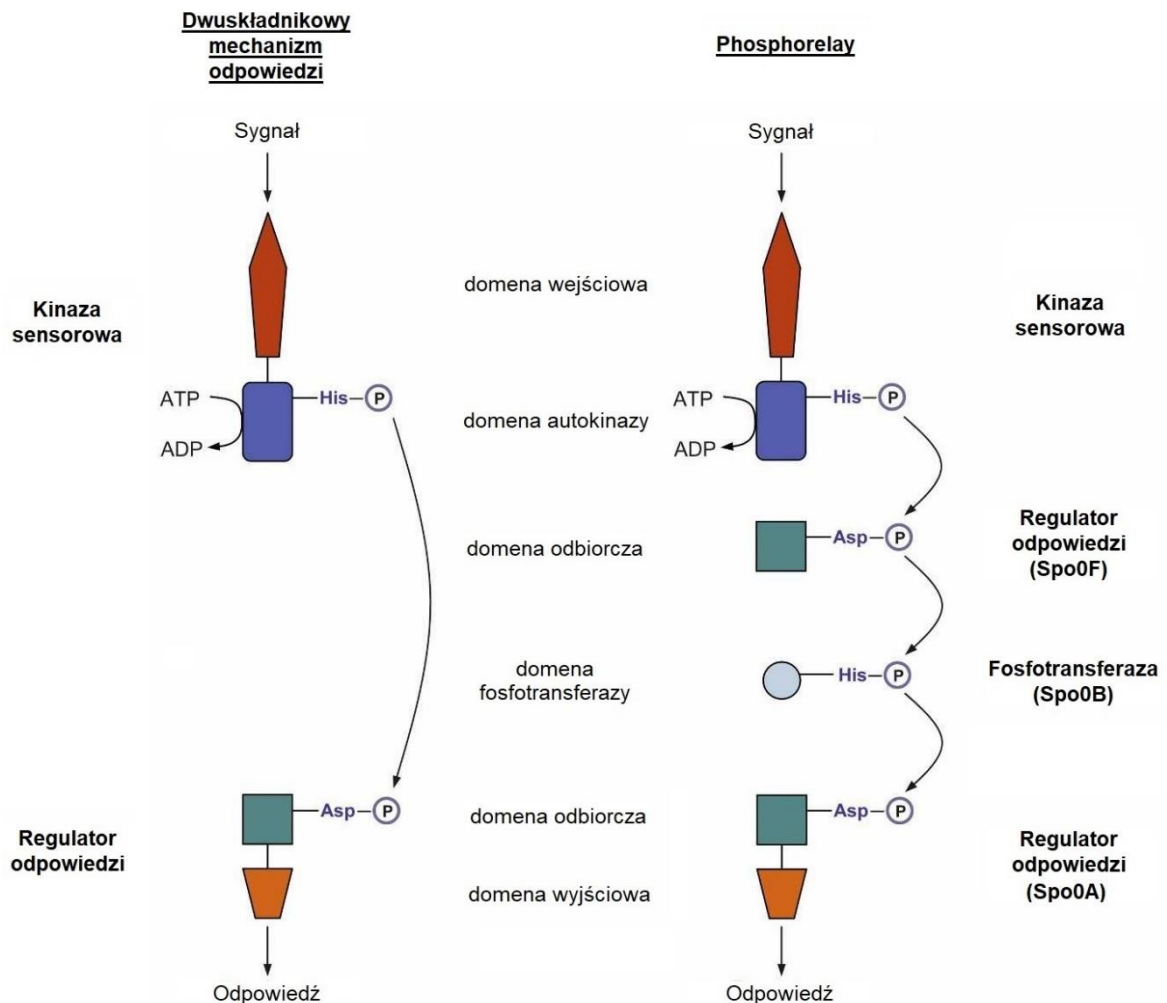 Dwuskładnikowy
mechanizm
odpowiedzi
Phosphorelay
Sygnał
Sygnał
domena wejściowa
Kinaza
sensorowa
Kinaza
sensorowa
ATP
ADP
His
P
domena autokinazy
ATP
ADP
His
P
domena odbiorcza
Asp
P
Regulator
odpowiedzi
(Spo0F)
domena
fosfotransferazy
His
P
Fosfotransferaza
(Spo0B)
Regulator
odpowiedzi
Asp
P
domena odbiorcza
Asp
P
Regulator
odpowiedzi
(Spo0A)
domena wyjściowa
Odpowiedź
Odpowiedź